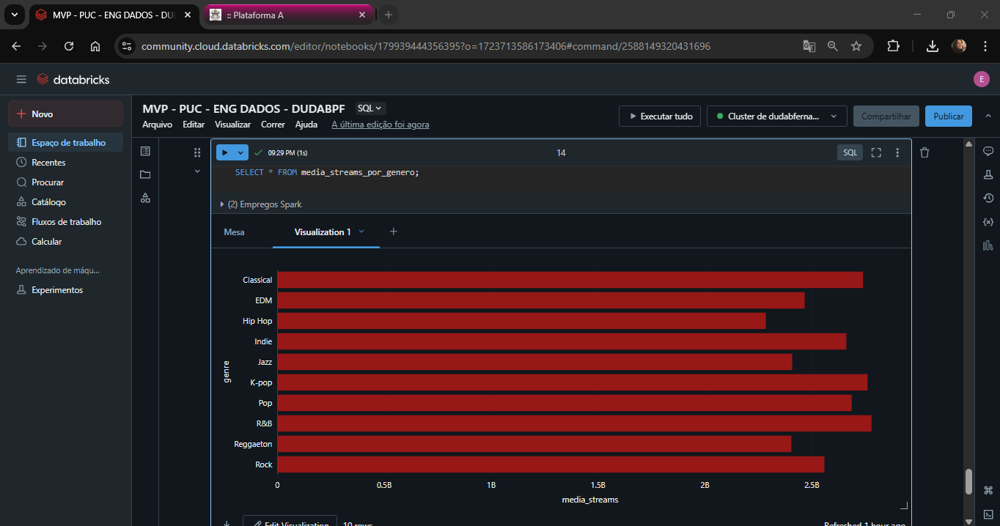 MVP - PUC - ENG DADOS - DU
:: Plataforma A
community.cloud.databricks.com/editor/notebooks/1799394443563951?o=1723713586173406#command/2588149320431696
databricks
E
Novo
Espaço de trabalho
Recentes
Procurar
Catálogo
Fluxos de trabalho
Calcular
Aprendizado de máqu...
Experimentos
MVP - PUC - ENG DADOS - DUDABPF SQL
Arquivo Editar Visualizar Correr Ajuda A última edição foi agora
Executar tudo
Cluster de dudabferna...
Compartilhar
Publicar
09:29 PM (1s) 14 SQL
SELECT * FROM media_streams_por_genero;
(2) Empregos Spark
Mesa Visualization 1
Classical
EDM
Hip Hop
Indie
Jazz
K-pop
Pop
R&B
Reggaeton
Rock
genre
0 0.5B 1B 1.5B 2B 2.5B
media_streams
Edit Visualization 10 rows Refreshed 1 hour ago